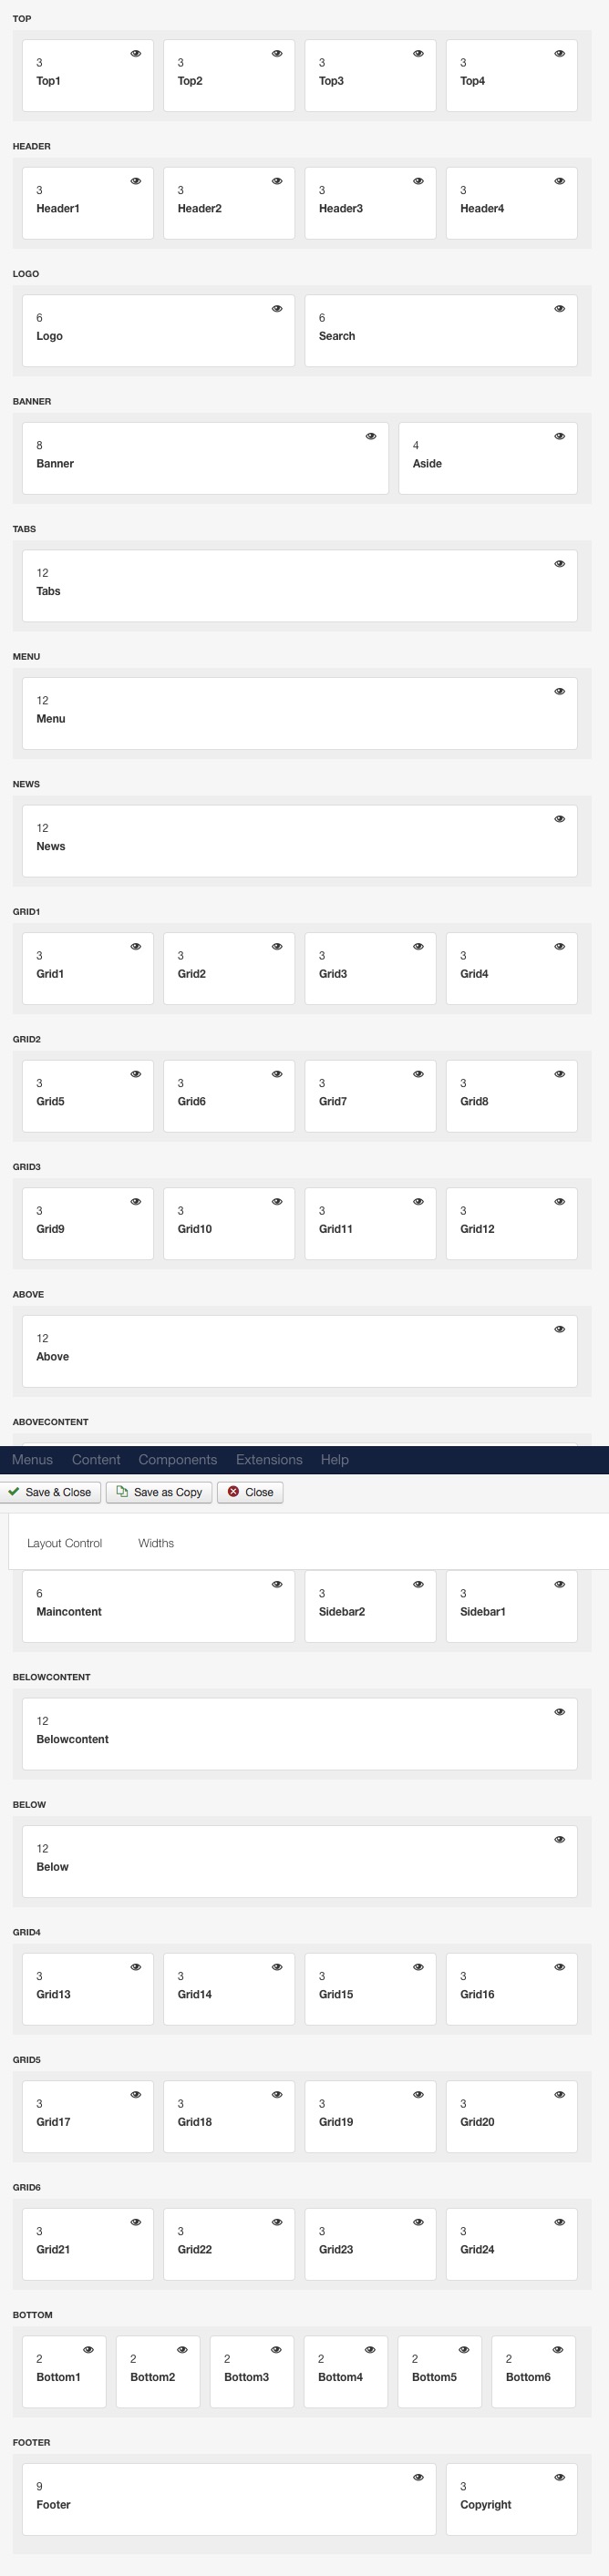 TOP
3 3 3 3
Top1 Top2 Top3 Top4
HEADER
3 3 3 3
Header1 Header2 Header3 Header4
LOGO
6 6
Logo Search
BANNER
8 4
Banner Aside
TABS
12
Tabs
MENU
12
Menu
NEWS
12
News
GRID1
3 3 3 3
Grid1 Grid2 Grid3 Grid4
GRID2
3 3 3 3
Grid5 Grid6 Grid7 Grid8
GRID3
3 3 3 3
Grid9 Grid10 Grid11 Grid12
ABOVE
12
Above
ABOVECONTENT
Menus Content Components Extensions Help
Save & Close Save as Copy Close
Layout Control Widths
6 3 3
Maincontent Sidebar2 Sidebar1
BELOWCONTENT
12
Belowcontent
BELOW
12
Below
GRID4
3 3 3 3
Grid13 Grid14 Grid15 Grid16
GRID5
3 3 3 3
Grid17 Grid18 Grid19 Grid20
GRID6
3 3 3 3
Grid21 Grid22 Grid23 Grid24
BOTTOM
2 2 2 2 2 2
Bottom1 Bottom2 Bottom3 Bottom4 Bottom5 Bottom6
FOOTER
9 3
Footer Copyright